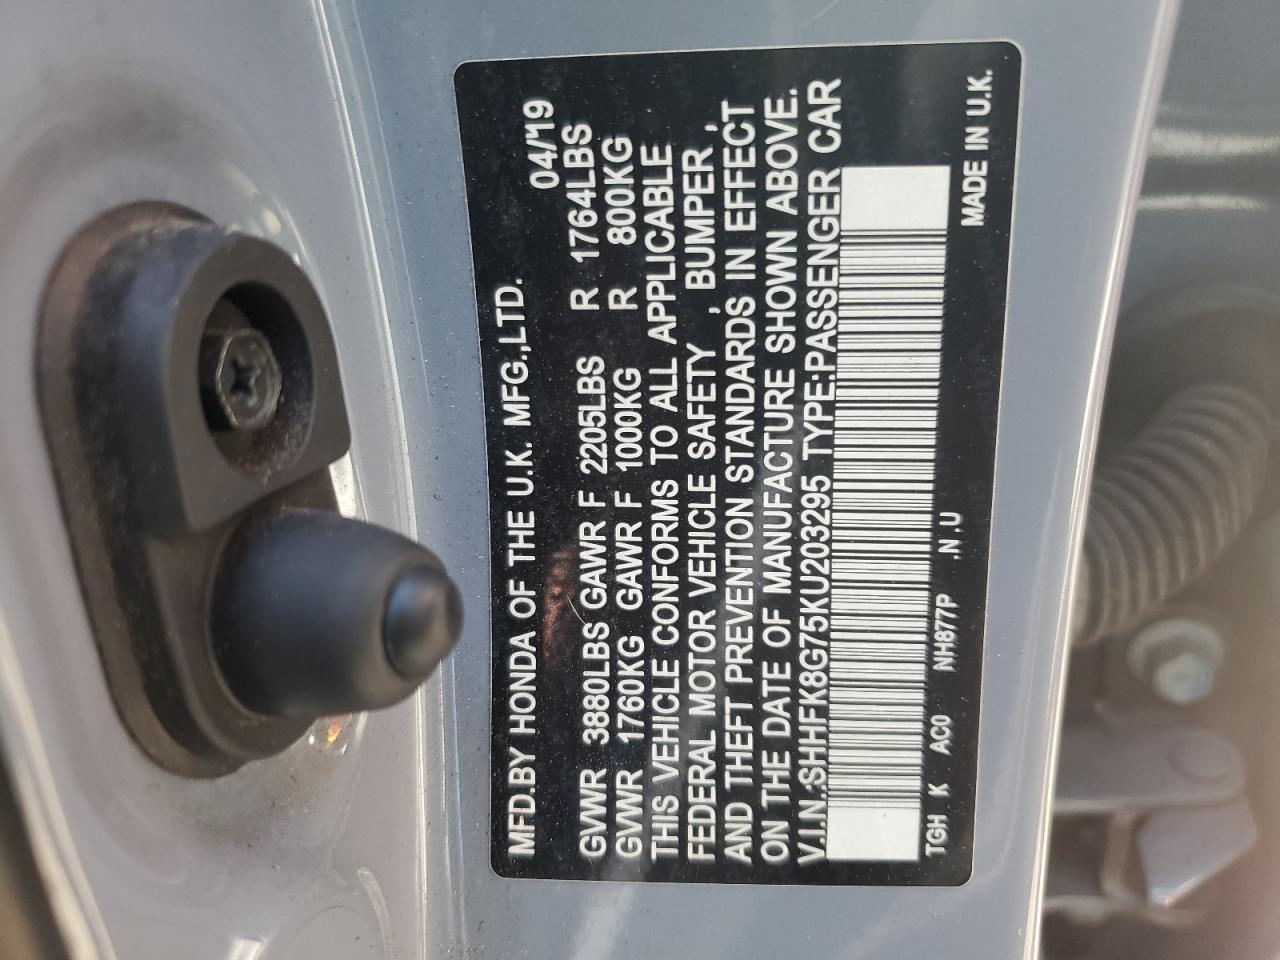 MFD.BY HONDA OF THE U.K. MFG.,LTD.
04/'19
GVWR 3880LBS GAWR F 2205LBS R 1764LBS
GVWR 1760KG GAWR F 1000KG R 800KG
THIS VEHICLE CONFORMS TO ALL APPLICABLE
FEDERAL MOTOR VEHICLE SAFETY , BUMPER ,
AND THEFT PREVENTION STANDARDS IN EFFECT
ON THE DATE OF MANUFACTURE SHOWN ABOVE.
V.I.N.:SHHFK8G75KU203295 TYPE:PASSENGER CAR
TGH K AC0 NH877P .N ,U MADE IN U.K.